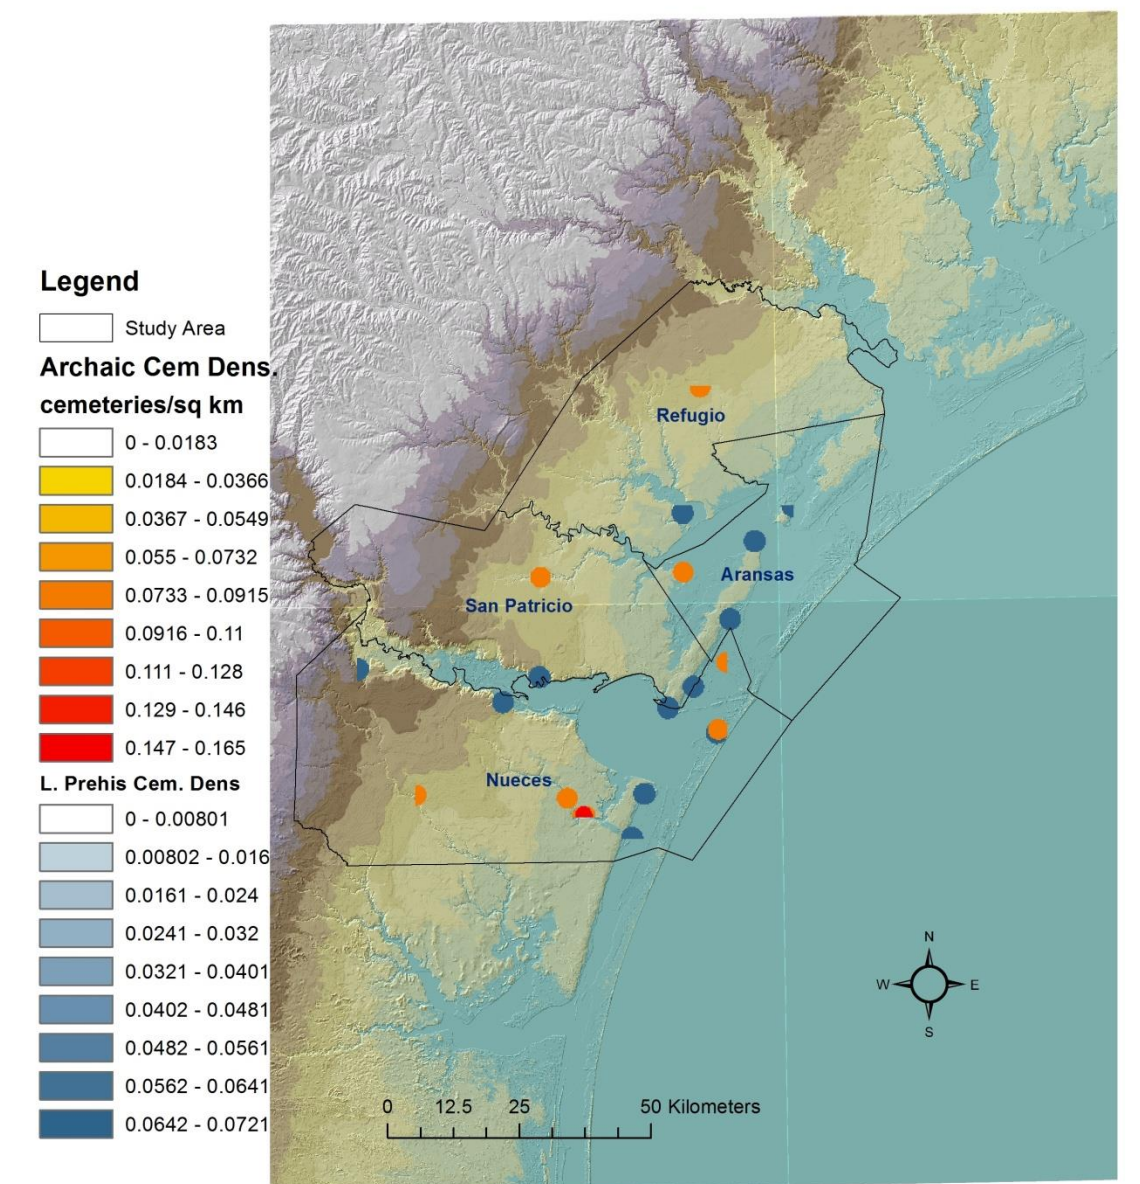 Legend
Study Area
Archaic Cem Dens.
cemeteries/sq km
0 - 0.0183
0.0184 - 0.0366
0.0367 - 0.0549
0.055 - 0.0732
0.0733 - 0.0915
0.0916 - 0.11
0.111 - 0.128
0.129 - 0.146
0.147 - 0.165
L. Prehis Cem. Dens
0 - 0.00801
0.00802 - 0.016
0.0161 - 0.024
0.0241 - 0.032
0.0321 - 0.0401
0.0402 - 0.0481
0.0482 - 0.0561
0.0562 - 0.0641
0.0642 - 0.0721
Refugio
Aransas
San Patricio
Nueces
N
W E
S
0 12.5 25 50 Kilometers